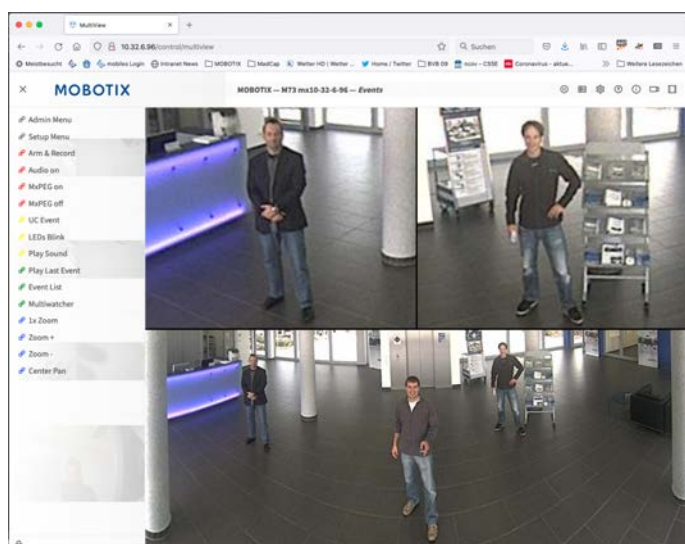 MultiView
10.32.6.96/control/multiview
Suchen
Meistbesucht
mobiles Login
Intranet News
MOBOTIX
MadCap
Wetter HD | Wetter ...
Home / Twitter
BVB 09
ncov – CSSE
Coronavirus - aktue...
Weitere Lesezeichen
MOBOTIX
MOBOTIX — M73 mx10-32-6-96 — Events
Admin Menu
Setup Menu
Arm & Record
Audio on
MxPEG on
MxPEG off
UC Event
LEDs Blink
Play Sound
Play Last Event
Event List
Multiwatcher
1x Zoom
Zoom +
Zoom -
Center Pan